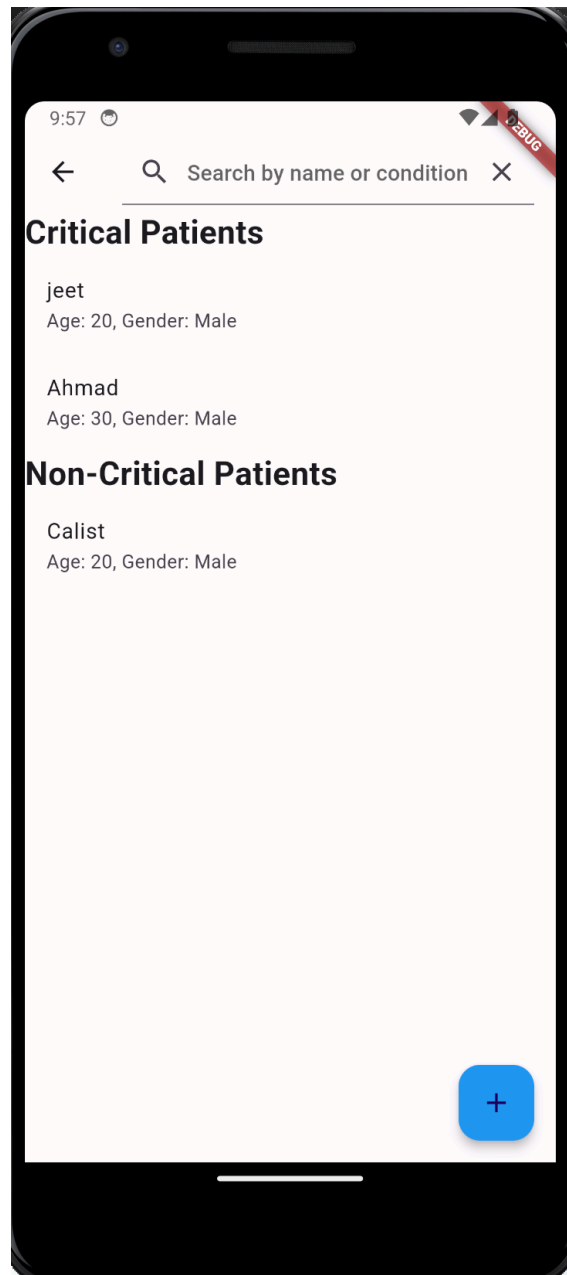 9:57
DEBUG
Search by name or condition
Critical Patients
jeet
Age: 20, Gender: Male
Ahmad
Age: 30, Gender: Male
Non-Critical Patients
Calist
Age: 20, Gender: Male